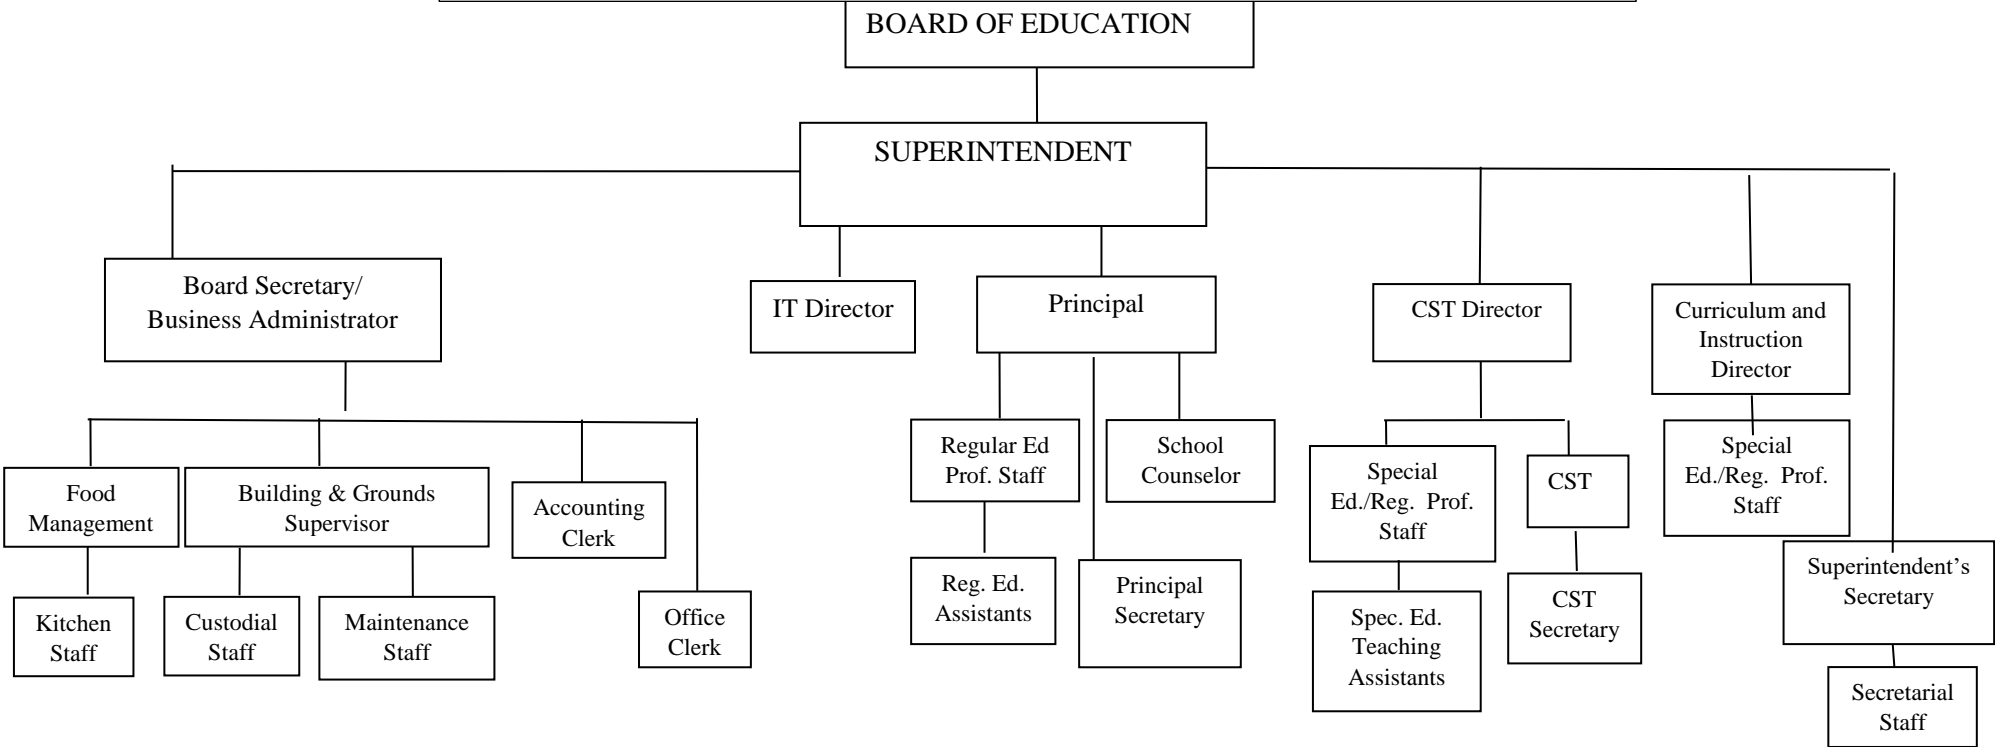 BOARD OF EDUCATION
SUPERINTENDENT
Board Secretary/
Business Administrator
IT Director
Principal
CST Director
Curriculum and
Instruction
Director
Food
Management
Building & Grounds
Supervisor
Accounting
Clerk
Regular Ed
Prof. Staff
School
Counselor
Special
Ed./Reg. Prof.
Staff
CST
Special
Ed./Reg. Prof.
Staff
Kitchen
Staff
Custodial
Staff
Maintenance
Staff
Office
Clerk
Reg. Ed.
Assistants
Principal
Secretary
Spec. Ed.
Teaching
Assistants
CST
Secretary
Superintendent’s
Secretary
Secretarial
Staff